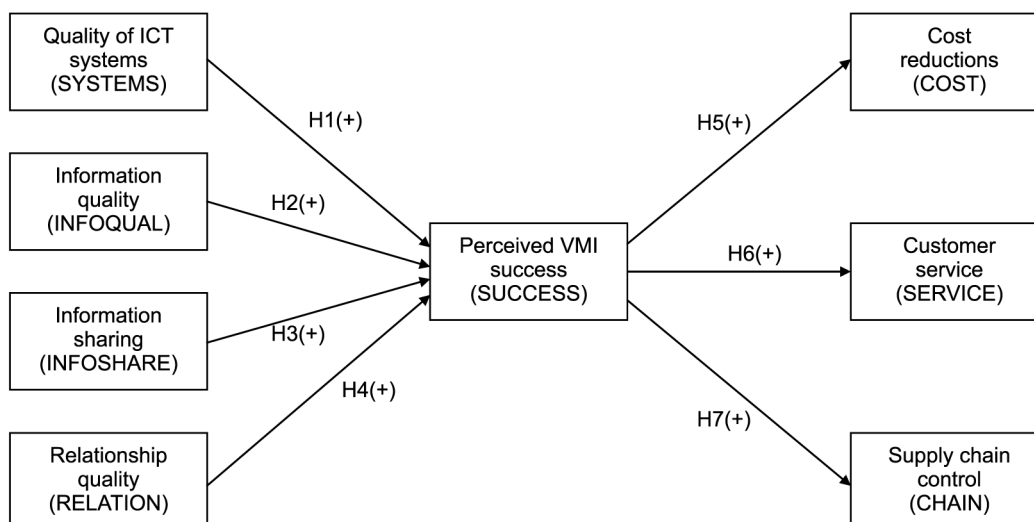 Quality of ICT
systems
(SYSTEMS)
Information
quality
(INFOQUAL)
Information
sharing
(INFOSHARE)
Relationship
quality
(RELATION)
H1(+)
H2(+)
H3(+)
H4(+)
Perceived VMI
success
(SUCCESS)
H5(+)
H6(+)
H7(+)
Cost
reductions
(COST)
Customer
service
(SERVICE)
Supply chain
control
(CHAIN)